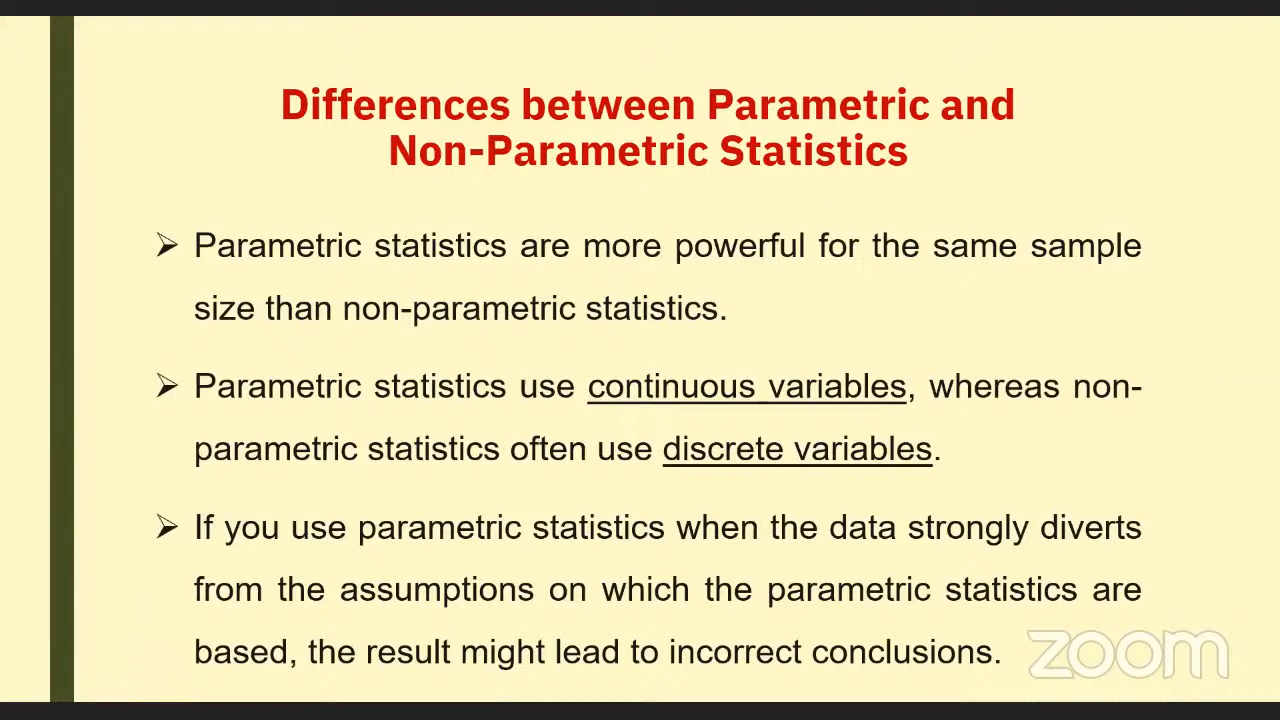 Differences between Parametric and
Non-Parametric Statistics
➢ Parametric statistics are more powerful for the same sample
size than non-parametric statistics.
➢ Parametric statistics use continuous variables, whereas non-
parametric statistics often use discrete variables.
➢ If you use parametric statistics when the data strongly diverts
from the assumptions on which the parametric statistics are
based, the result might lead to incorrect conclusions.
zoom